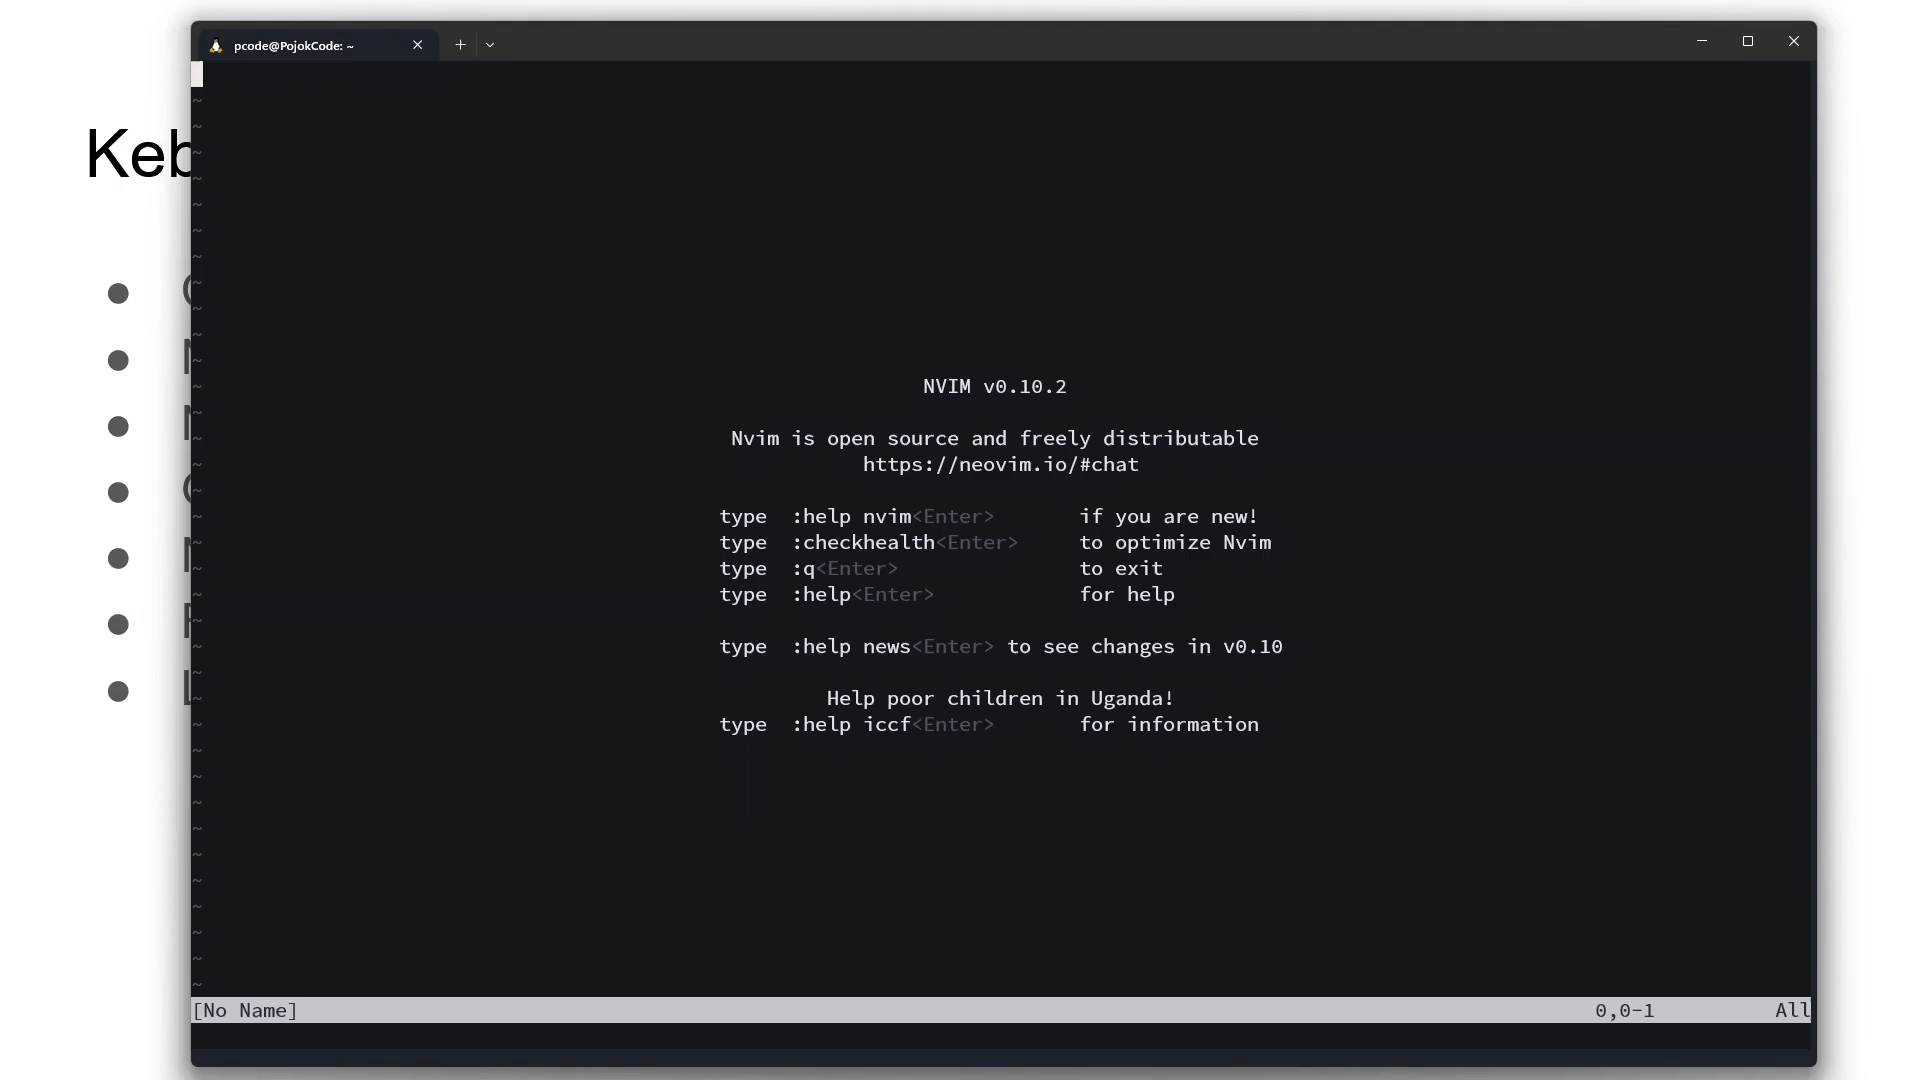 pcode@PojokCode: ~
NVIM v0.10.2
Nvim is open source and freely distributable
https://neovim.io/#chat
type :help nvim<Enter> if you are new!
type :checkhealth<Enter> to optimize Nvim
type :q<Enter> to exit
type :help<Enter> for help
type :help news<Enter> to see changes in v0.10
Help poor children in Uganda!
type :help iccf<Enter> for information
[No Name] 0,0-1 All